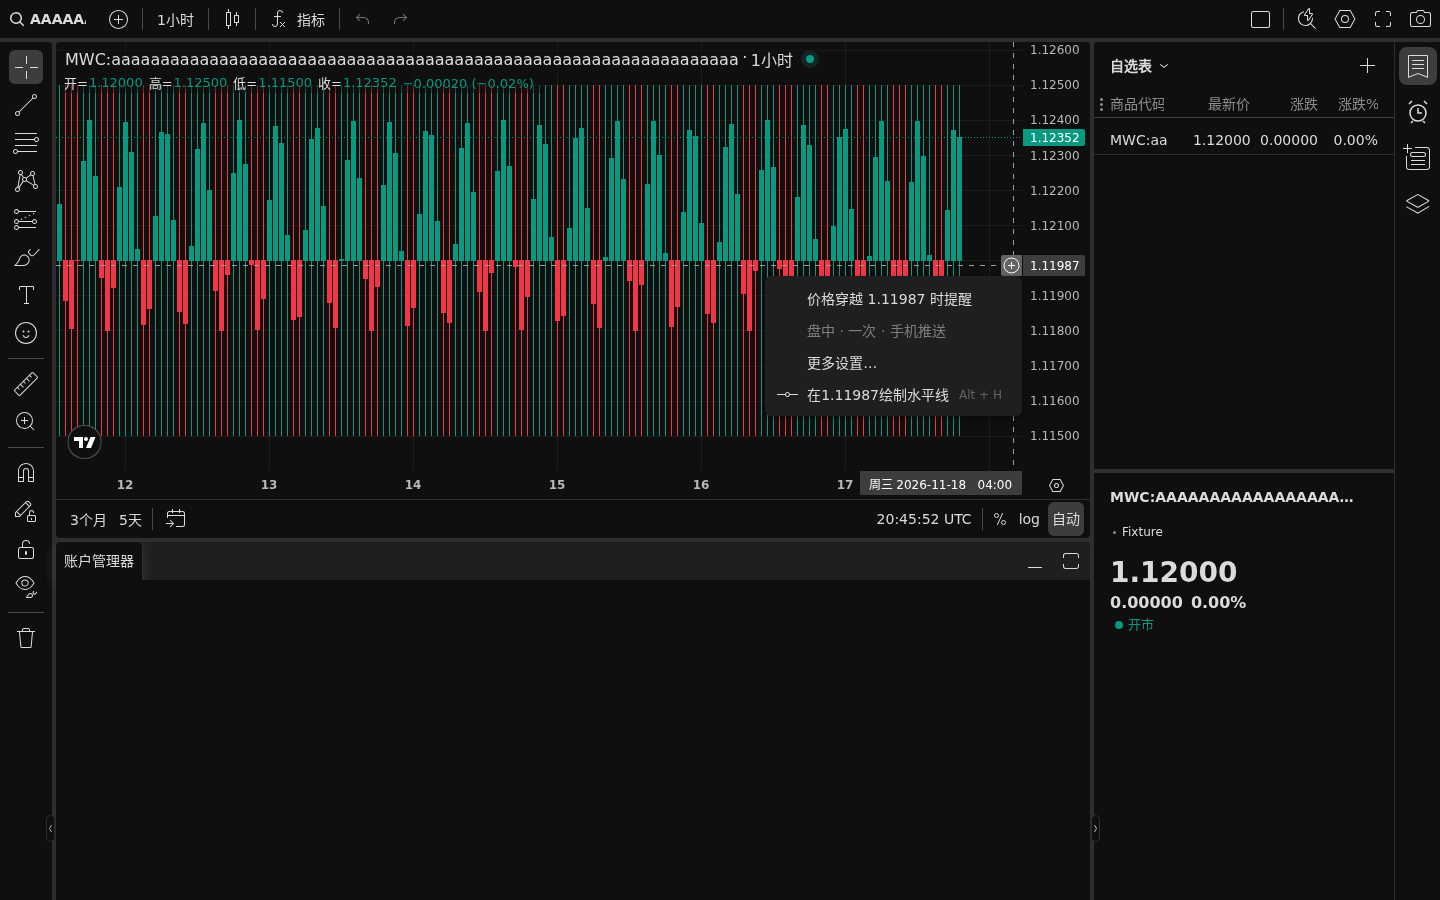 AAAAA
1小时
指标
MWC:aaaaaaaaaaaaaaaaaaaaaaaaaaaaaaaaaaaaaaaaaaaaaaaaaaaaaaaaaaaaaaaa · 1小时
开=1.12000 高=1.12500 低=1.11500 收=1.12352 −0.00020 (−0.02%)
1.12600
1.12500
1.12400
1.12352
1.12300
1.12200
1.12100
1.11987
1.11900
1.11800
1.11700
1.11600
1.11500
价格穿越 1.11987 时提醒
盘中 · 一次 · 手机推送
更多设置...
在1.11987绘制水平线 Alt + H
12 13 14 15 16 17 周三 2026-11-18 04:00
3个月 5天 20:45:52 UTC % log 自动
账户管理器
自选表
商品代码 最新价 涨跌 涨跌%
MWC:aa 1.12000 0.00000 0.00%
MWC:AAAAAAAAAAAAAAAAA...
• Fixture
1.12000
0.00000 0.00%
开市